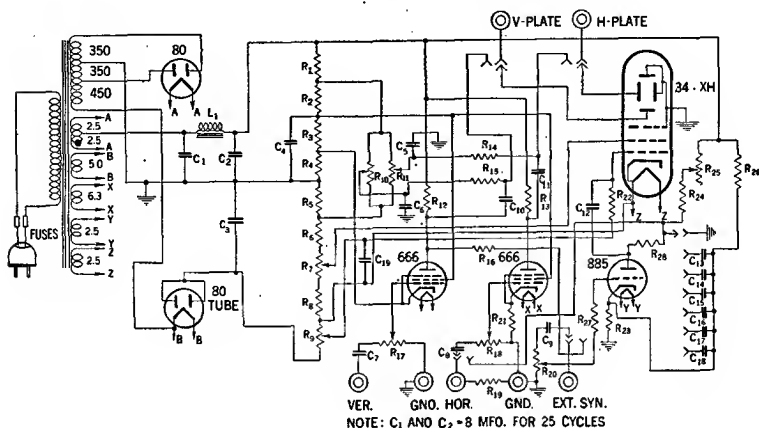 V-PLATE H-PLATE
350
80
350
450
A A
34-XH
R1
R2
R3
R4
R5
R6
R7
R8
R9
A
2.5
2.5
A
B
5.0
B
X
6.3
X
Y
2.5
Y
Z
2.5
Z
L1
C1
C2
C3
C4
C5
C6
R10
R11
R12
R14
R15
C10
C11
R13
C12
R22
Z Z
R24
R25
R26
R28
FUSES
80
TUBE
B B
C19
R16
666
666
X X
885
Y Y
C13
C14
C15
C16
C17
C18
C7
R17
C8
R18
R21
R19
C9
R20
R27
R23
VER. GNO. HOR. GND. EXT. SYN.
NOTE: C1 AND C2 = 8 MFO. FOR 25 CYCLES